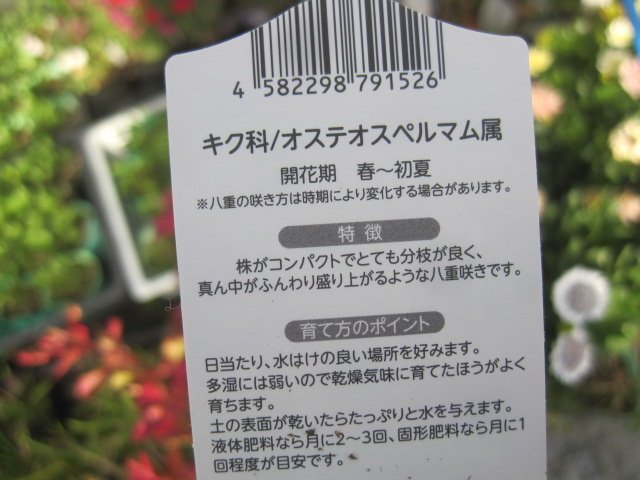 4 582298 791526
キク科/オステオスペルマム属
開花期 春～初夏
※八重の咲き方は時期により変化する場合があります。
特徴
株がコンパクトでとても分枝が良く、
真ん中がふんわり盛り上がるような八重咲きです。
育て方のポイント
日当たり、水はけの良い場所を好みます。
多湿には弱いので乾燥気味に育てたほうがよく
育ちます。
土の表面が乾いたらたっぷりと水を与えます。
液体肥料なら月に2～3回、固形肥料なら月に1
回程度が目安です。